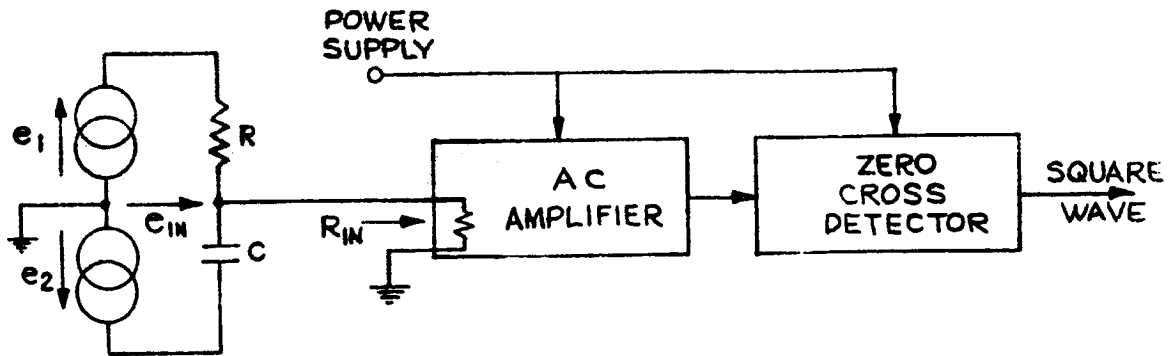 POWER
SUPPLY
e1
R
eIN
e2
C
RIN
AC
AMPLIFIER
ZERO
CROSS
DETECTOR
SQUARE
WAVE